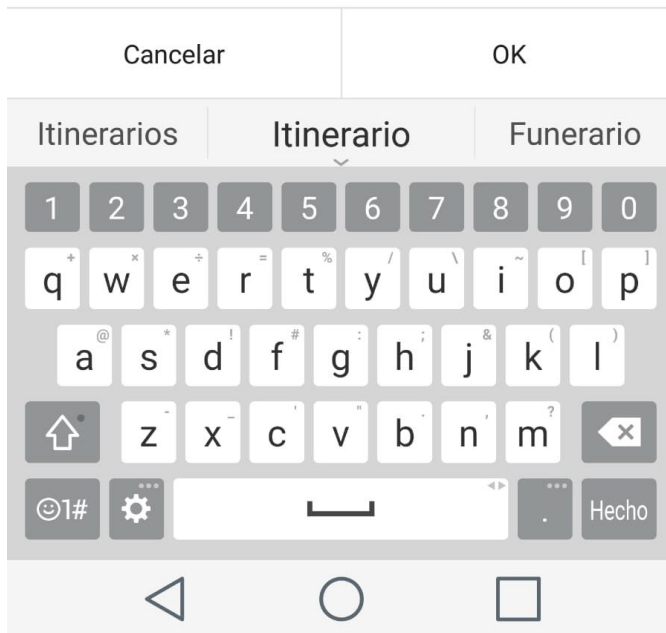 Cancelar OK
Itinerarios Itinerario Funerario
1 2 3 4 5 6 7 8 9 0
+ × ÷ = % / \ ~ [ ]
q w e r t y u i o p
@ * ! # : ; & ( )
a s d f g h j k l
- _ ' " . , ?
z x c v b n m
1# . Hecho